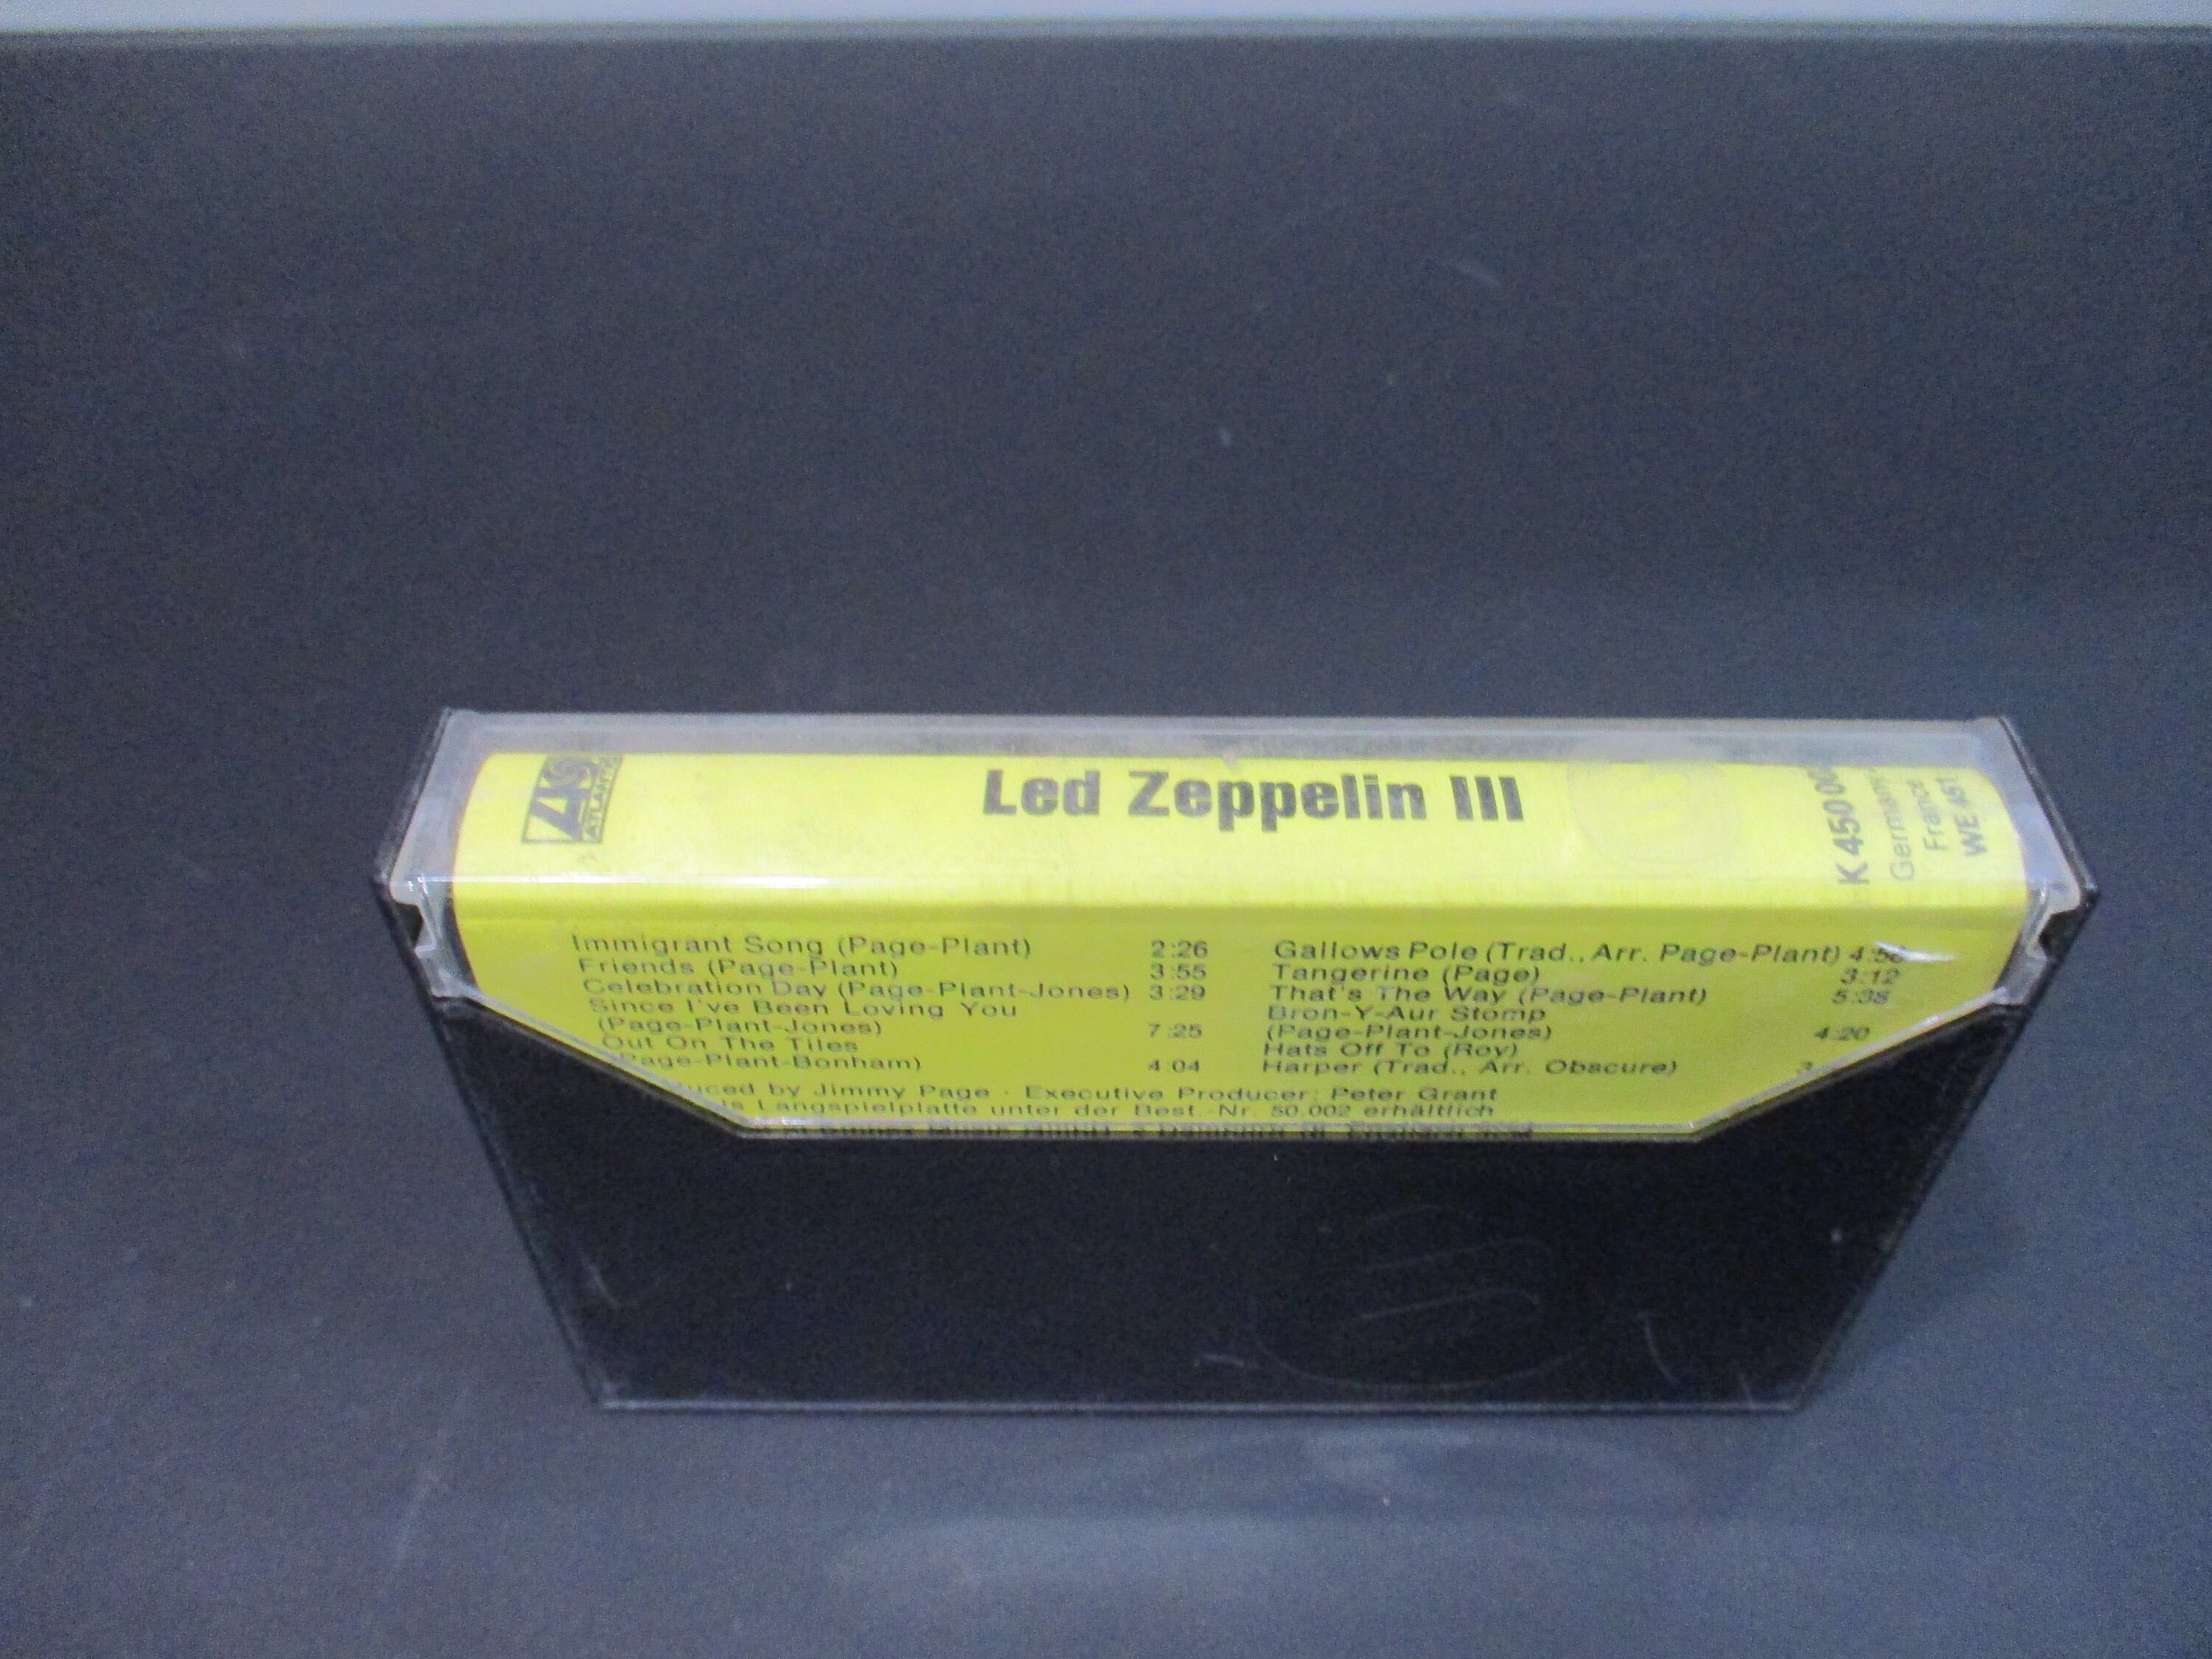 ATLANTIC
Led Zeppelin III
K 450 00
Germany
France
WE 451
Immigrant Song (Page-Plant) 2:26
Friends (Page-Plant) 3:55
Celebration Day (Page-Plant-Jones) 3:29
Since I've Been Loving You
(Page-Plant-Jones) 7:25
Out On The Tiles
(Page-Plant-Bonham) 4:04
Gallows Pole (Trad., Arr. Page-Plant)
Tangerine (Page) 3:12
That's The Way (Page-Plant) 5:38
Bron-Y-Aur Stomp
(Page-Plant-Jones) 4:20
Hats Off To (Roy)
Harper (Trad., Arr. Obscure)
by Jimmy Page · Executive Producer: Peter Grant
Langspielplatte unter der Best.-Nr. 50.002 erhältlich